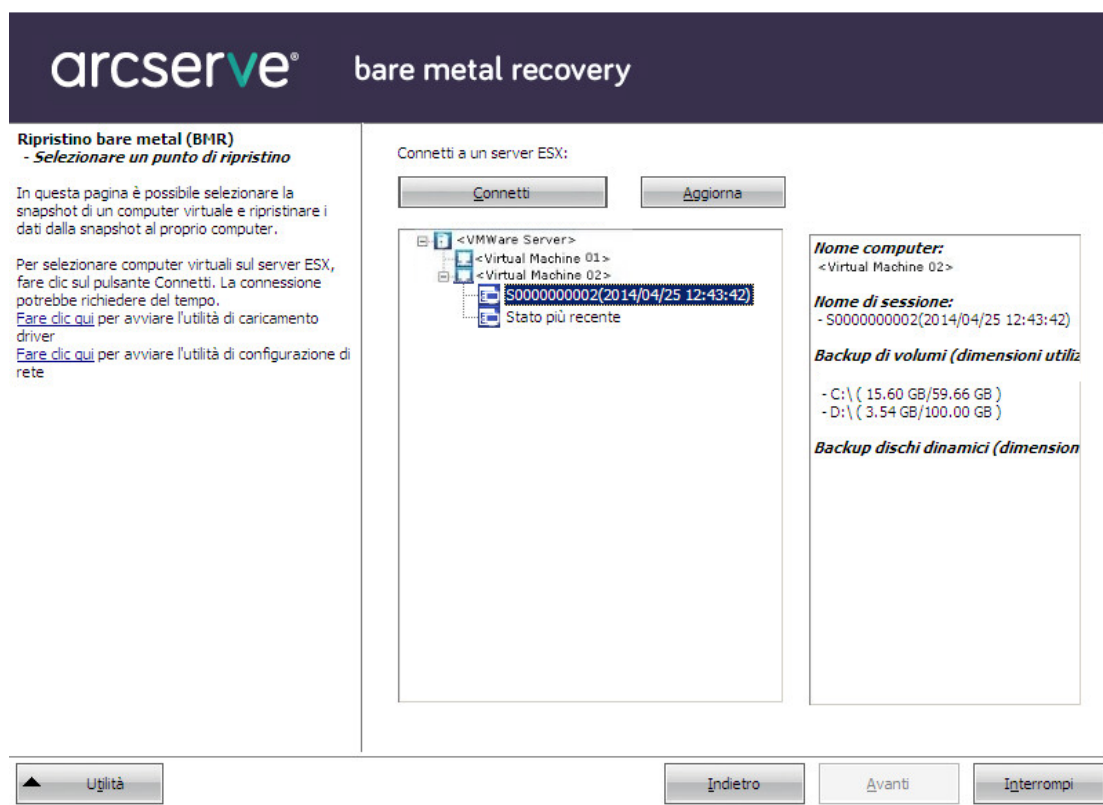 arcserve® bare metal recovery
Ripristino bare metal (BMR)
- Selezionare un punto di ripristino
In questa pagina è possibile selezionare la
snapshot di un computer virtuale e ripristinare i
dati dalla snapshot al proprio computer.
Per selezionare computer virtuali sul server ESX,
fare clic sul pulsante Connetti. La connessione
potrebbe richiedere del tempo.
Fare clic qui per avviare l'utilità di caricamento
driver
Fare clic qui per avviare l'utilità di configurazione di
rete
Connetti a un server ESX:
Connetti Aggiorna
<VMWare Server>
<Virtual Machine 01>
<Virtual Machine 02>
S0000000002(2014/04/25 12:43:42)
Stato più recente
Nome computer:
<Virtual Machine 02>
Nome di sessione:
- S0000000002(2014/04/25 12:43:42)
Backup di volumi (dimensioni utiliz
- C:\ ( 15.60 GB/59.66 GB )
- D:\ ( 3.54 GB/100.00 GB )
Backup dischi dinamici (dimension
Utilità Indietro Avanti Interrompi